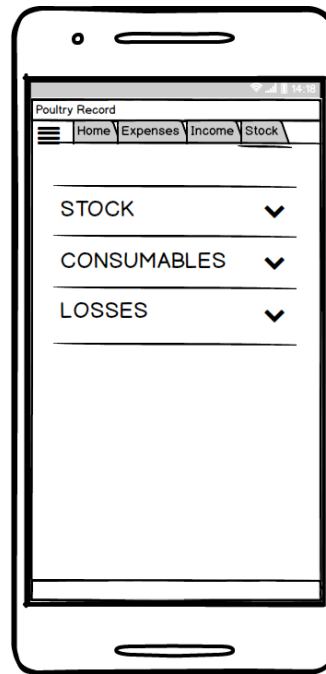 14:18
Poultry Record
Home Expenses Income Stock
STOCK
CONSUMABLES
LOSSES